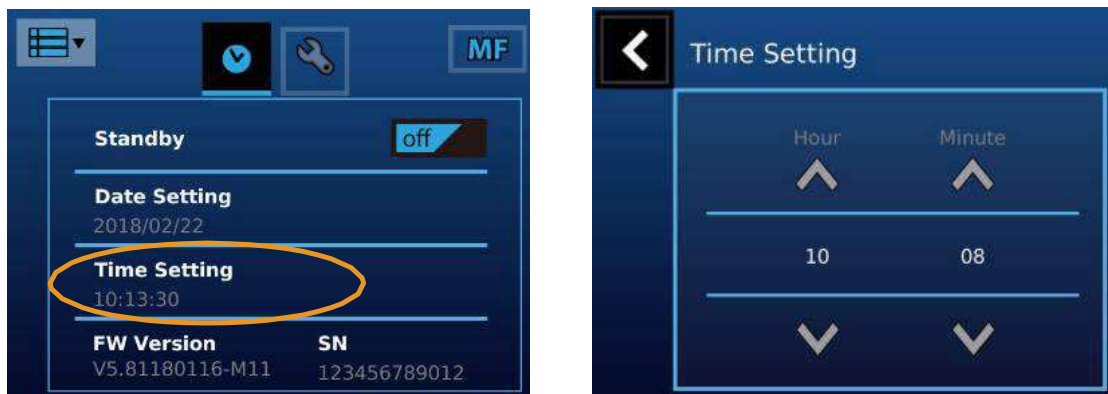 MF
Standby
off
Date Setting
2018/02/22
Time Setting
10:13:30
FW Version SN
V5.81180116-M11 123456789012
Time Setting
Hour Minute
10 08